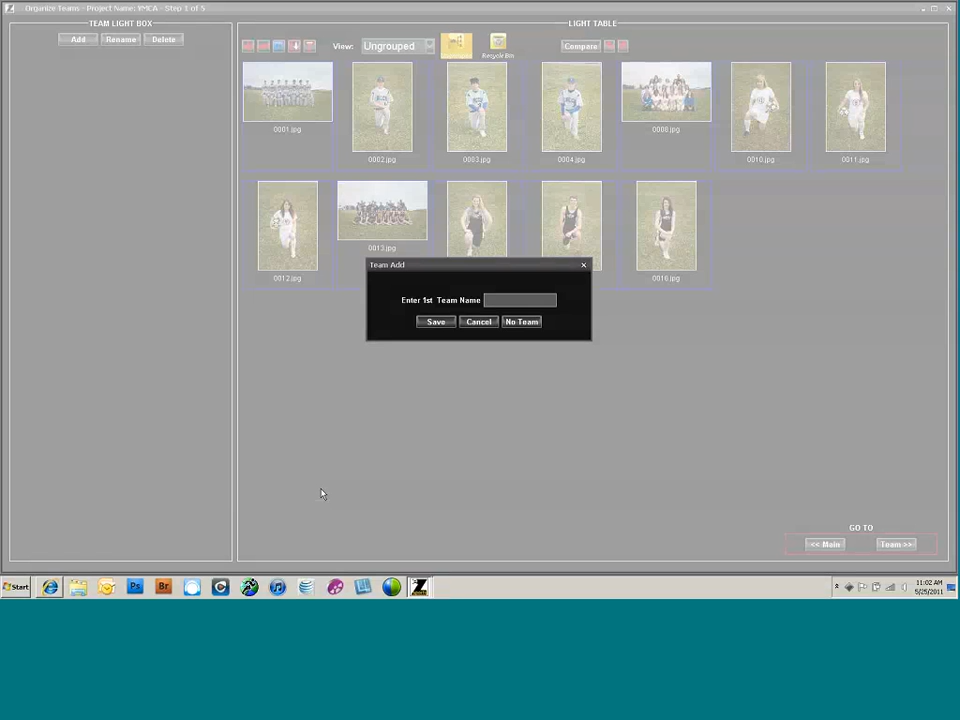 Organize Teams - Project Name: YMCA - Step 1 of 5
TEAM LIGHT BOX
LIGHT TABLE
Add
Rename
Delete
View:
Ungrouped
Recycle Bin
Compare
0001.jpg
0002.jpg
0003.jpg
0004.jpg
0008.jpg
0010.jpg
0011.jpg
0012.jpg
0013.jpg
0016.jpg
Team Add
Enter 1st Team Name
Save
Cancel
No Team
GO TO
<< Main
Team >>
Start
Ps
Br
11:02 AM
5/25/2011